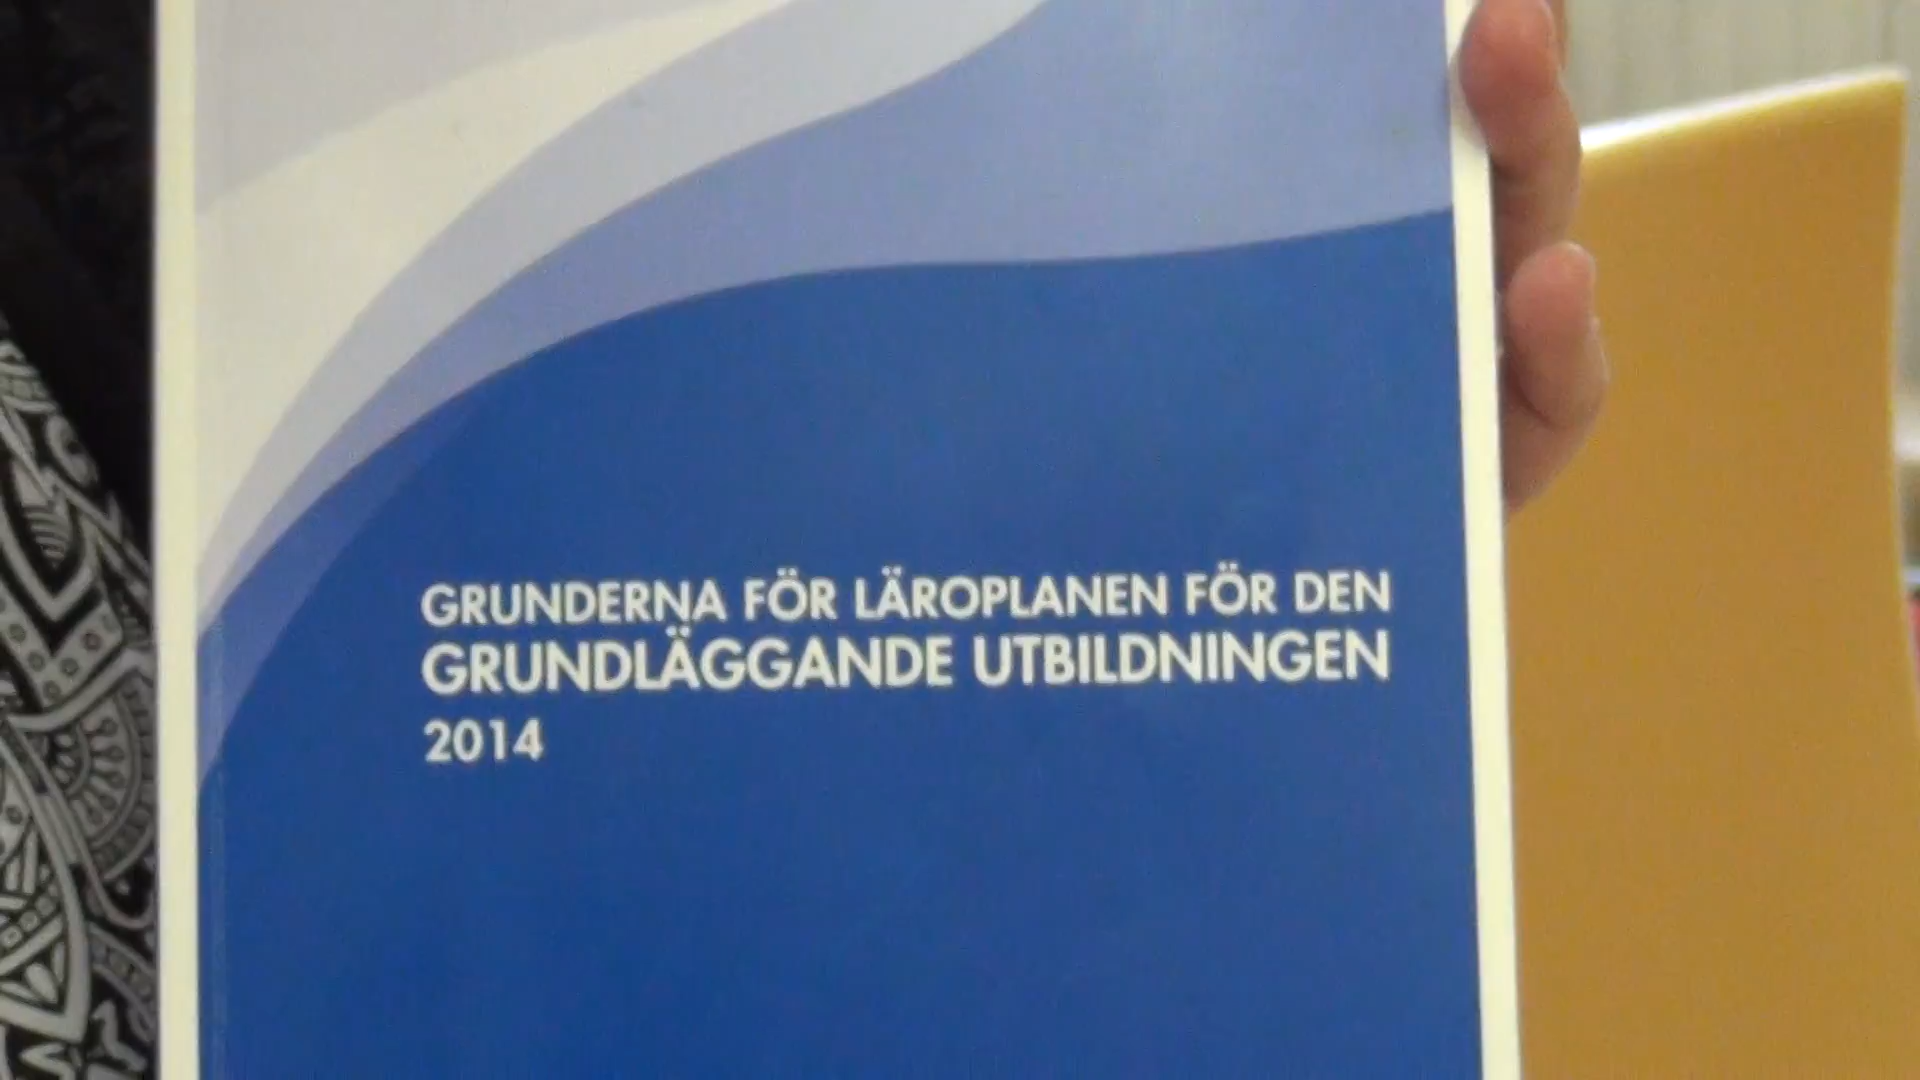 GRUNDERNA FÖR LÄROPLANEN FÖR DEN
GRUNDLÄGGANDE UTBILDNINGEN
2014